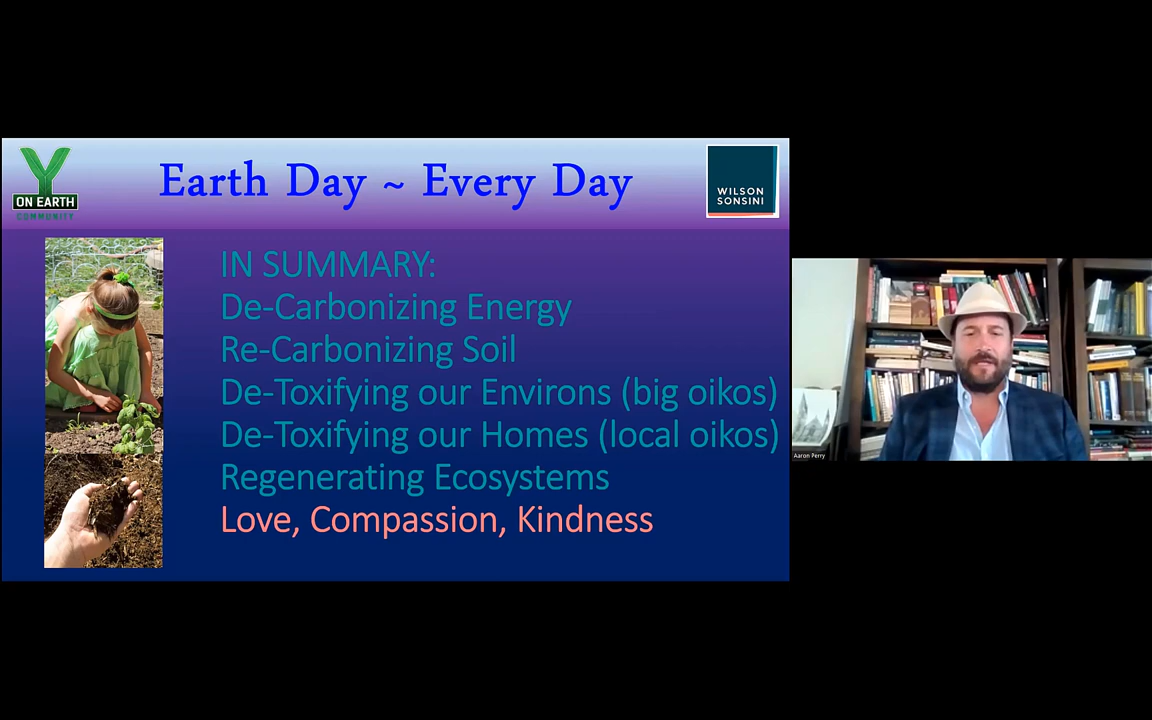 Y
ON EARTH
COMMUNITY
Earth Day ~ Every Day
WILSON
SONSINI
IN SUMMARY:
De-Carbonizing Energy
Re-Carbonizing Soil
De-Toxifying our Environs (big oikos)
De-Toxifying our Homes (local oikos)
Regenerating Ecosystems
Love, Compassion, Kindness
Aaron Perry